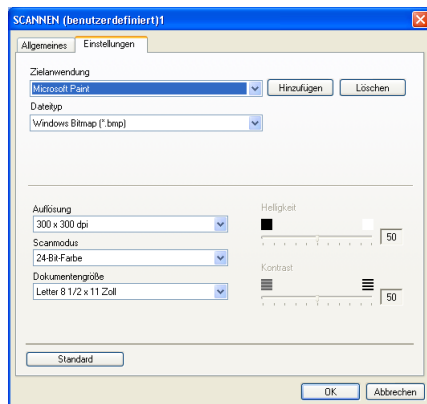 SCANNEN (benutzerdefiniert)1
Allgemeines Einstellungen
Zielanwendung
Microsoft Paint Hinzufügen Löschen
Dateityp
Windows Bitmap (*.bmp)
Auflösung Helligkeit
300 x 300 dpi 50
Scanmodus
24-Bit-Farbe Kontrast
Dokumentengröße
Letter 8 1/2 x 11 Zoll 50
Standard
OK Abbrechen